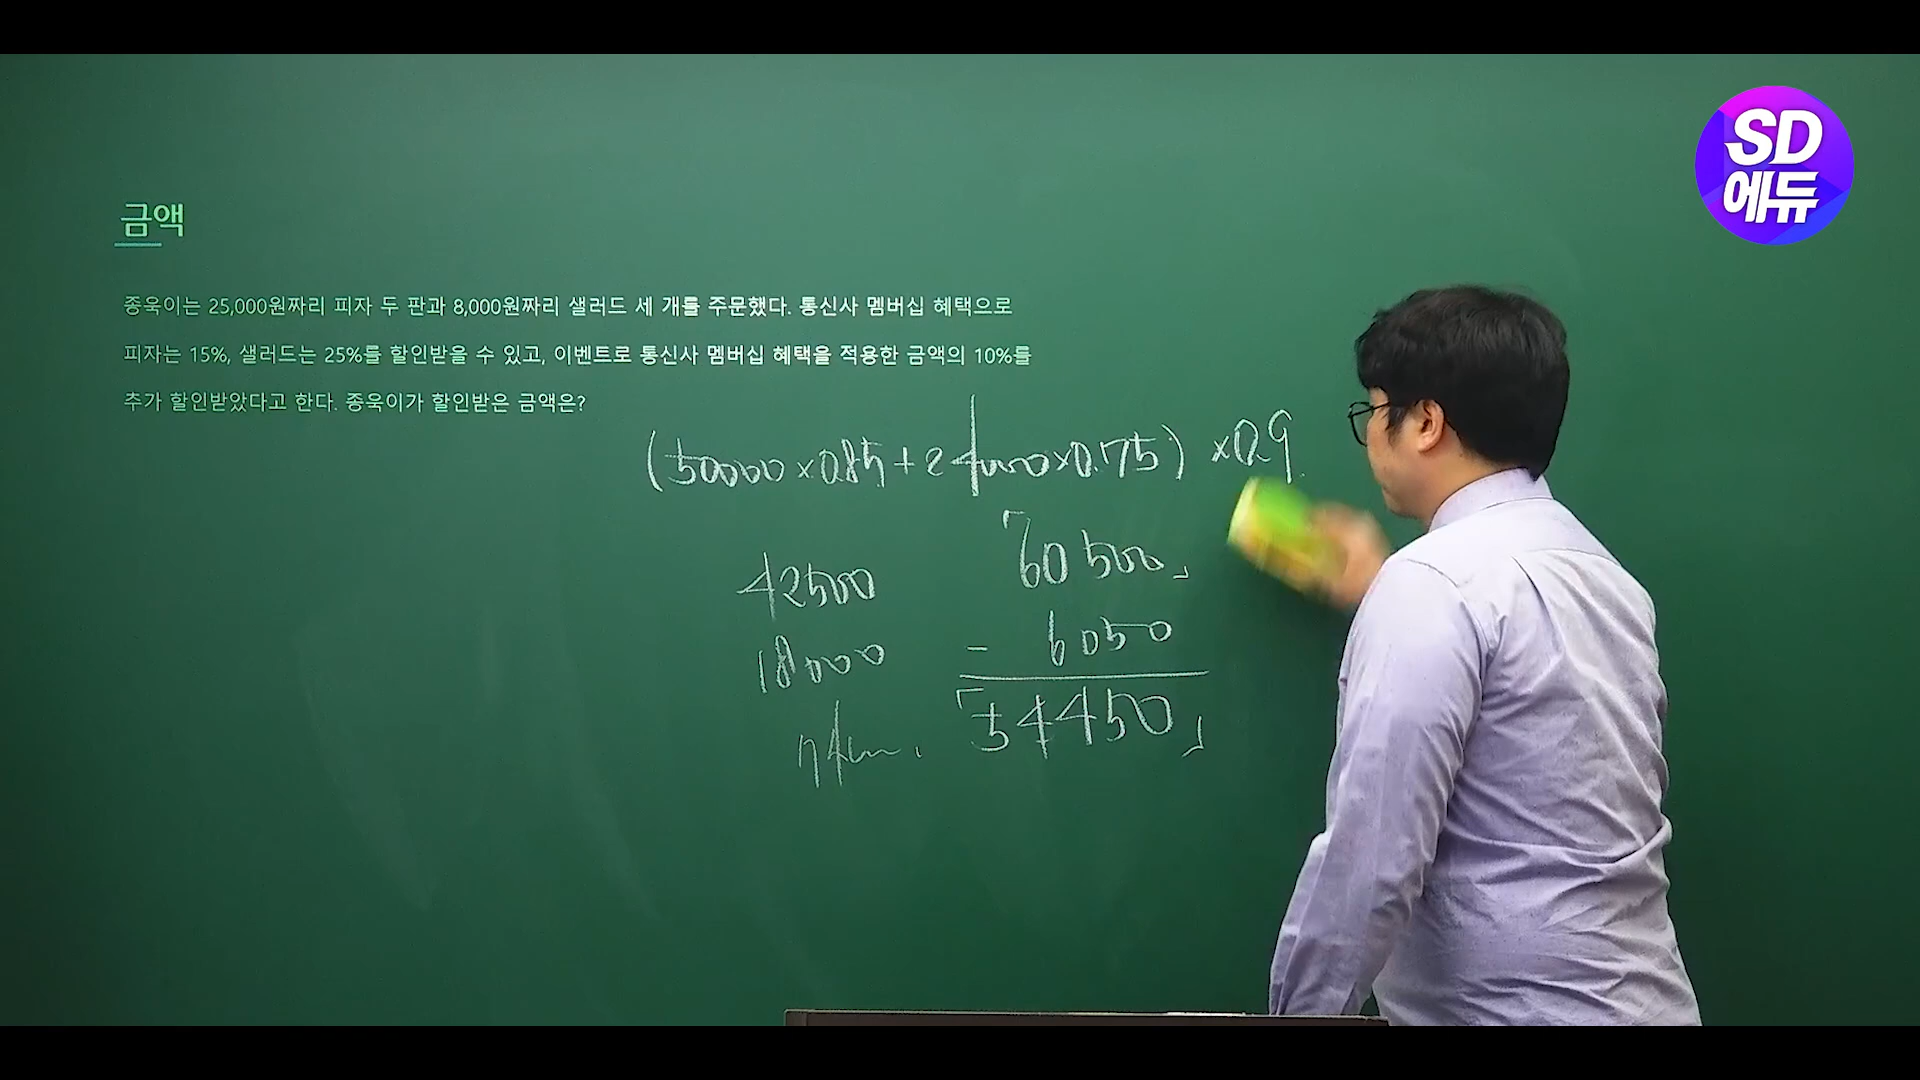 SD
에듀
금액
종욱이는 25,000원짜리 피자 두 판과 8,000원짜리 샐러드 세 개를 주문했다. 통신사 멤버십 혜택으로
피자는 15%, 샐러드는 25%를 할인받을 수 있고, 이벤트로 통신사 멤버십 혜택을 적용한 금액의 10%를
추가 할인받았다고 한다. 종욱이가 할인받은 금액은?
(50000×0.85+24000×0.75)×0.9
42500
60500
18000
- 6050
54450